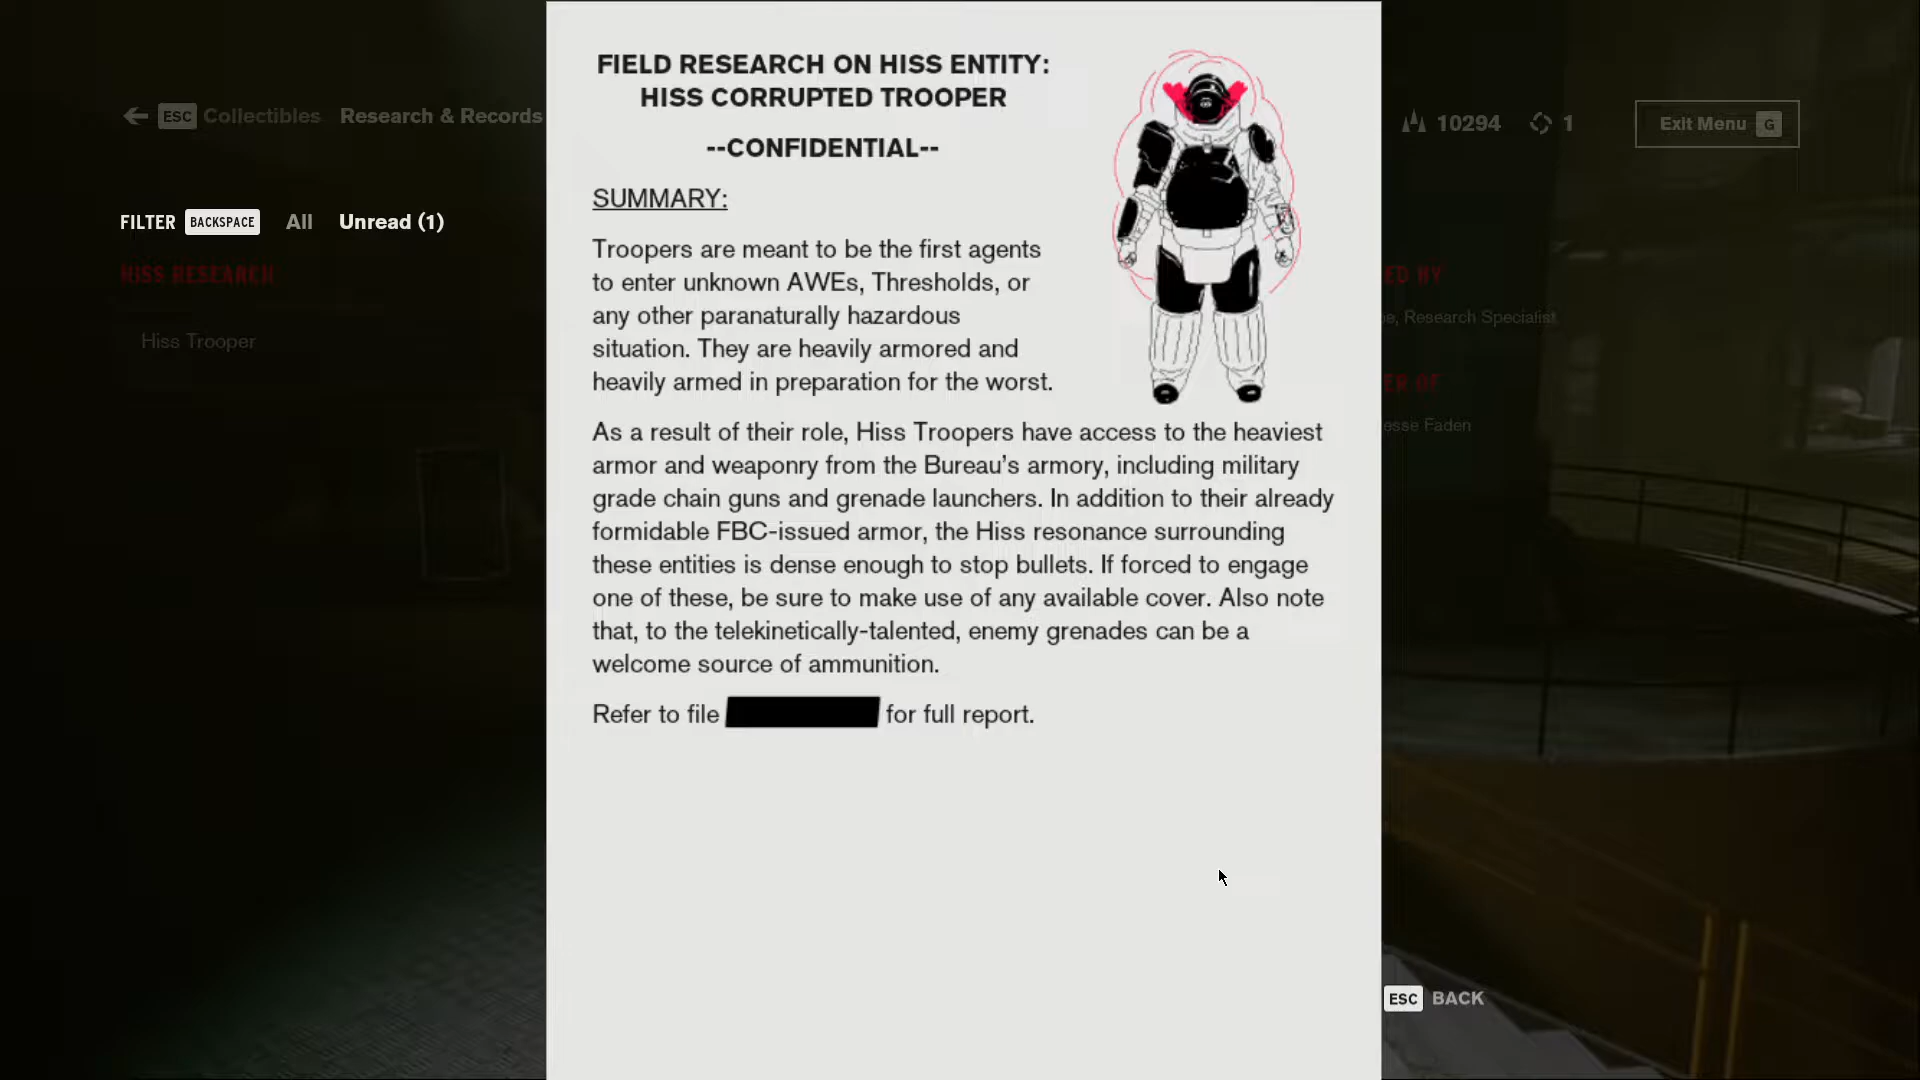 FIELD RESEARCH ON HISS ENTITY:
HISS CORRUPTED TROOPER
--CONFIDENTIAL--
ESC Collectibles Research & Records
10294 1
Exit Menu G
SUMMARY:
FILTER BACKSPACE All Unread (1)
HISS RESEARCH
Hiss Trooper
Troopers are meant to be the first agents
to enter unknown AWEs, Thresholds, or
any other paranaturally hazardous
situation. They are heavily armored and
heavily armed in preparation for the worst.
As a result of their role, Hiss Troopers have access to the heaviest
armor and weaponry from the Bureau's armory, including military
grade chain guns and grenade launchers. In addition to their already
formidable FBC-issued armor, the Hiss resonance surrounding
these entities is dense enough to stop bullets. If forced to engage
one of these, be sure to make use of any available cover. Also note
that, to the telekinetically-talented, enemy grenades can be a
welcome source of ammunition.
Refer to file for full report.
ED BY
e, Research Specialist
ER OF
esse Faden
ESC BACK